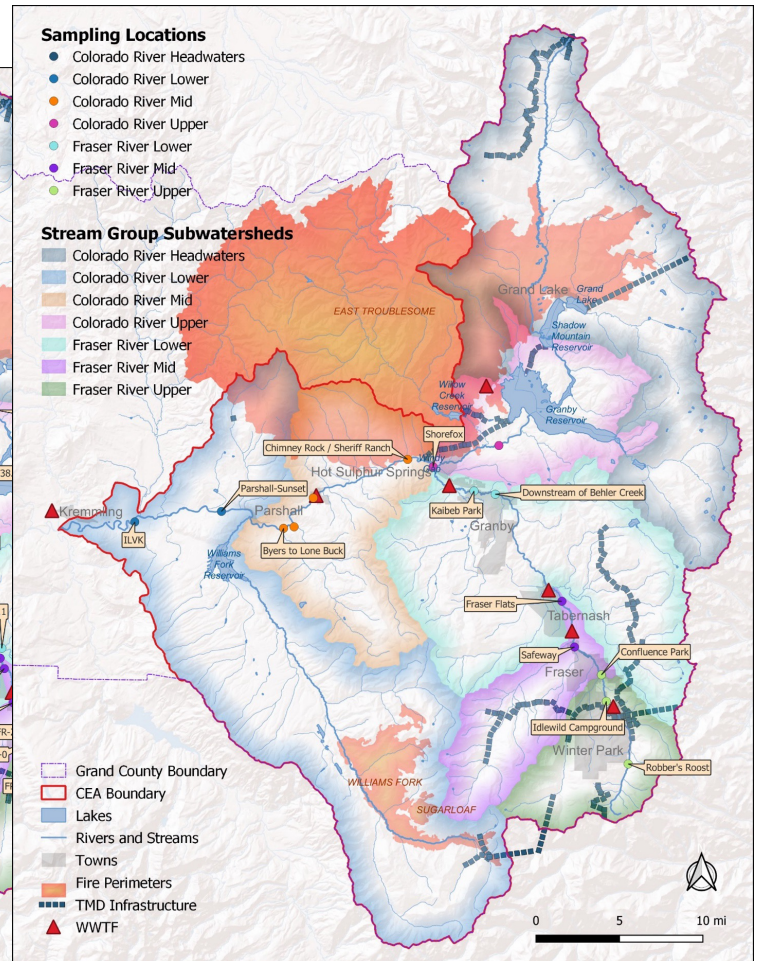 Sampling Locations
Colorado River Headwaters
Colorado River Lower
Colorado River Mid
Colorado River Upper
Fraser River Lower
Fraser River Mid
Fraser River Upper
Stream Group Subwatersheds
Colorado River Headwaters
Colorado River Lower
Colorado River Mid
Colorado River Upper
Fraser River Lower
Fraser River Mid
Fraser River Upper
EAST TROUBLESOME
Grand Lake
Grand
Lake
Shadow
Mountain
Reservoir
Willow
Creek
Reservoir
Granby
Reservoir
Shorefox
Chimney Rock / Sheriff Ranch
Hot Sulphur Springs
Parshall-Sunset
Kaibeb Park
Downstream of Behler Creek
Granby
Kremmling
Parshall
ILVK
Byers to Lone Buck
Williams
Fork
Reservoir
Fraser Flats
Tabernash
Safeway
Confluence Park
Fraser
Idlewild Campground
Winter Park
Robber's Roost
WILLIAMS FORK
SUGARLOAF
Grand County Boundary
CEA Boundary
Lakes
Rivers and Streams
Towns
Fire Perimeters
TMD Infrastructure
WWTF
0 5 10 mi